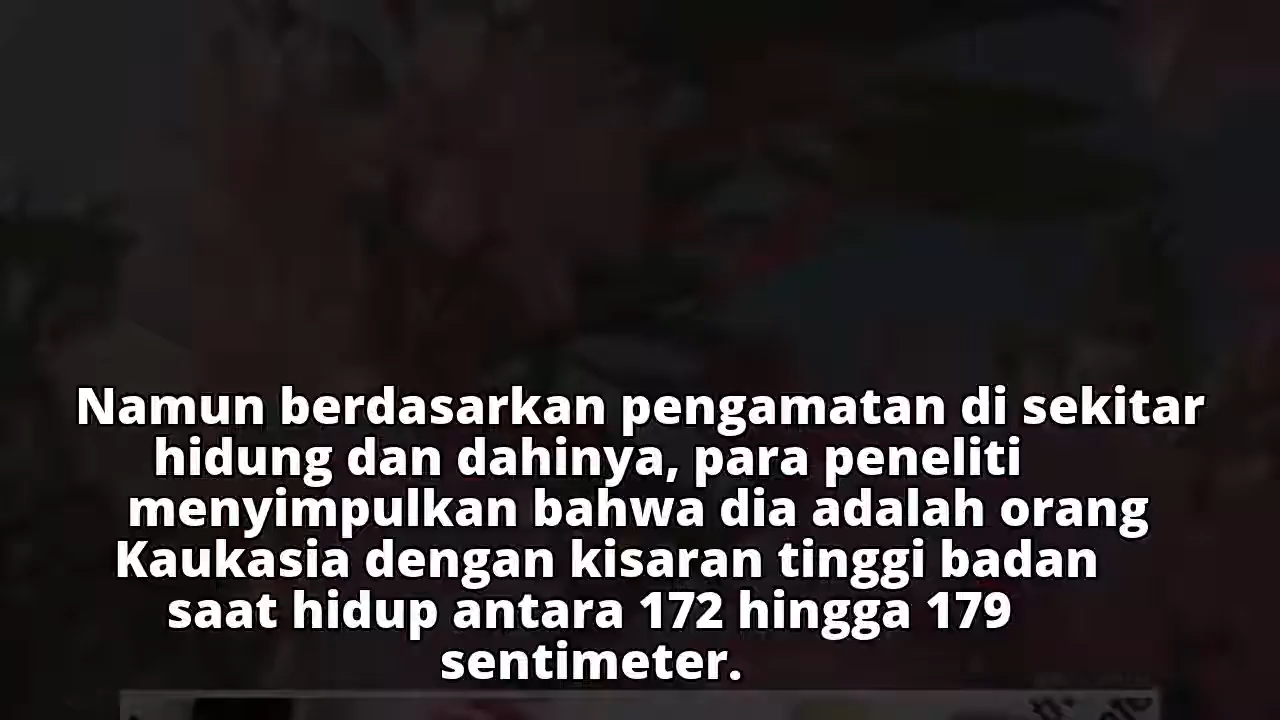 Namun berdasarkan pengamatan di sekitar
hidung dan dahinya, para peneliti
menyimpulkan bahwa dia adalah orang
Kaukasia dengan kisaran tinggi badan
saat hidup antara 172 hingga 179
sentimeter.